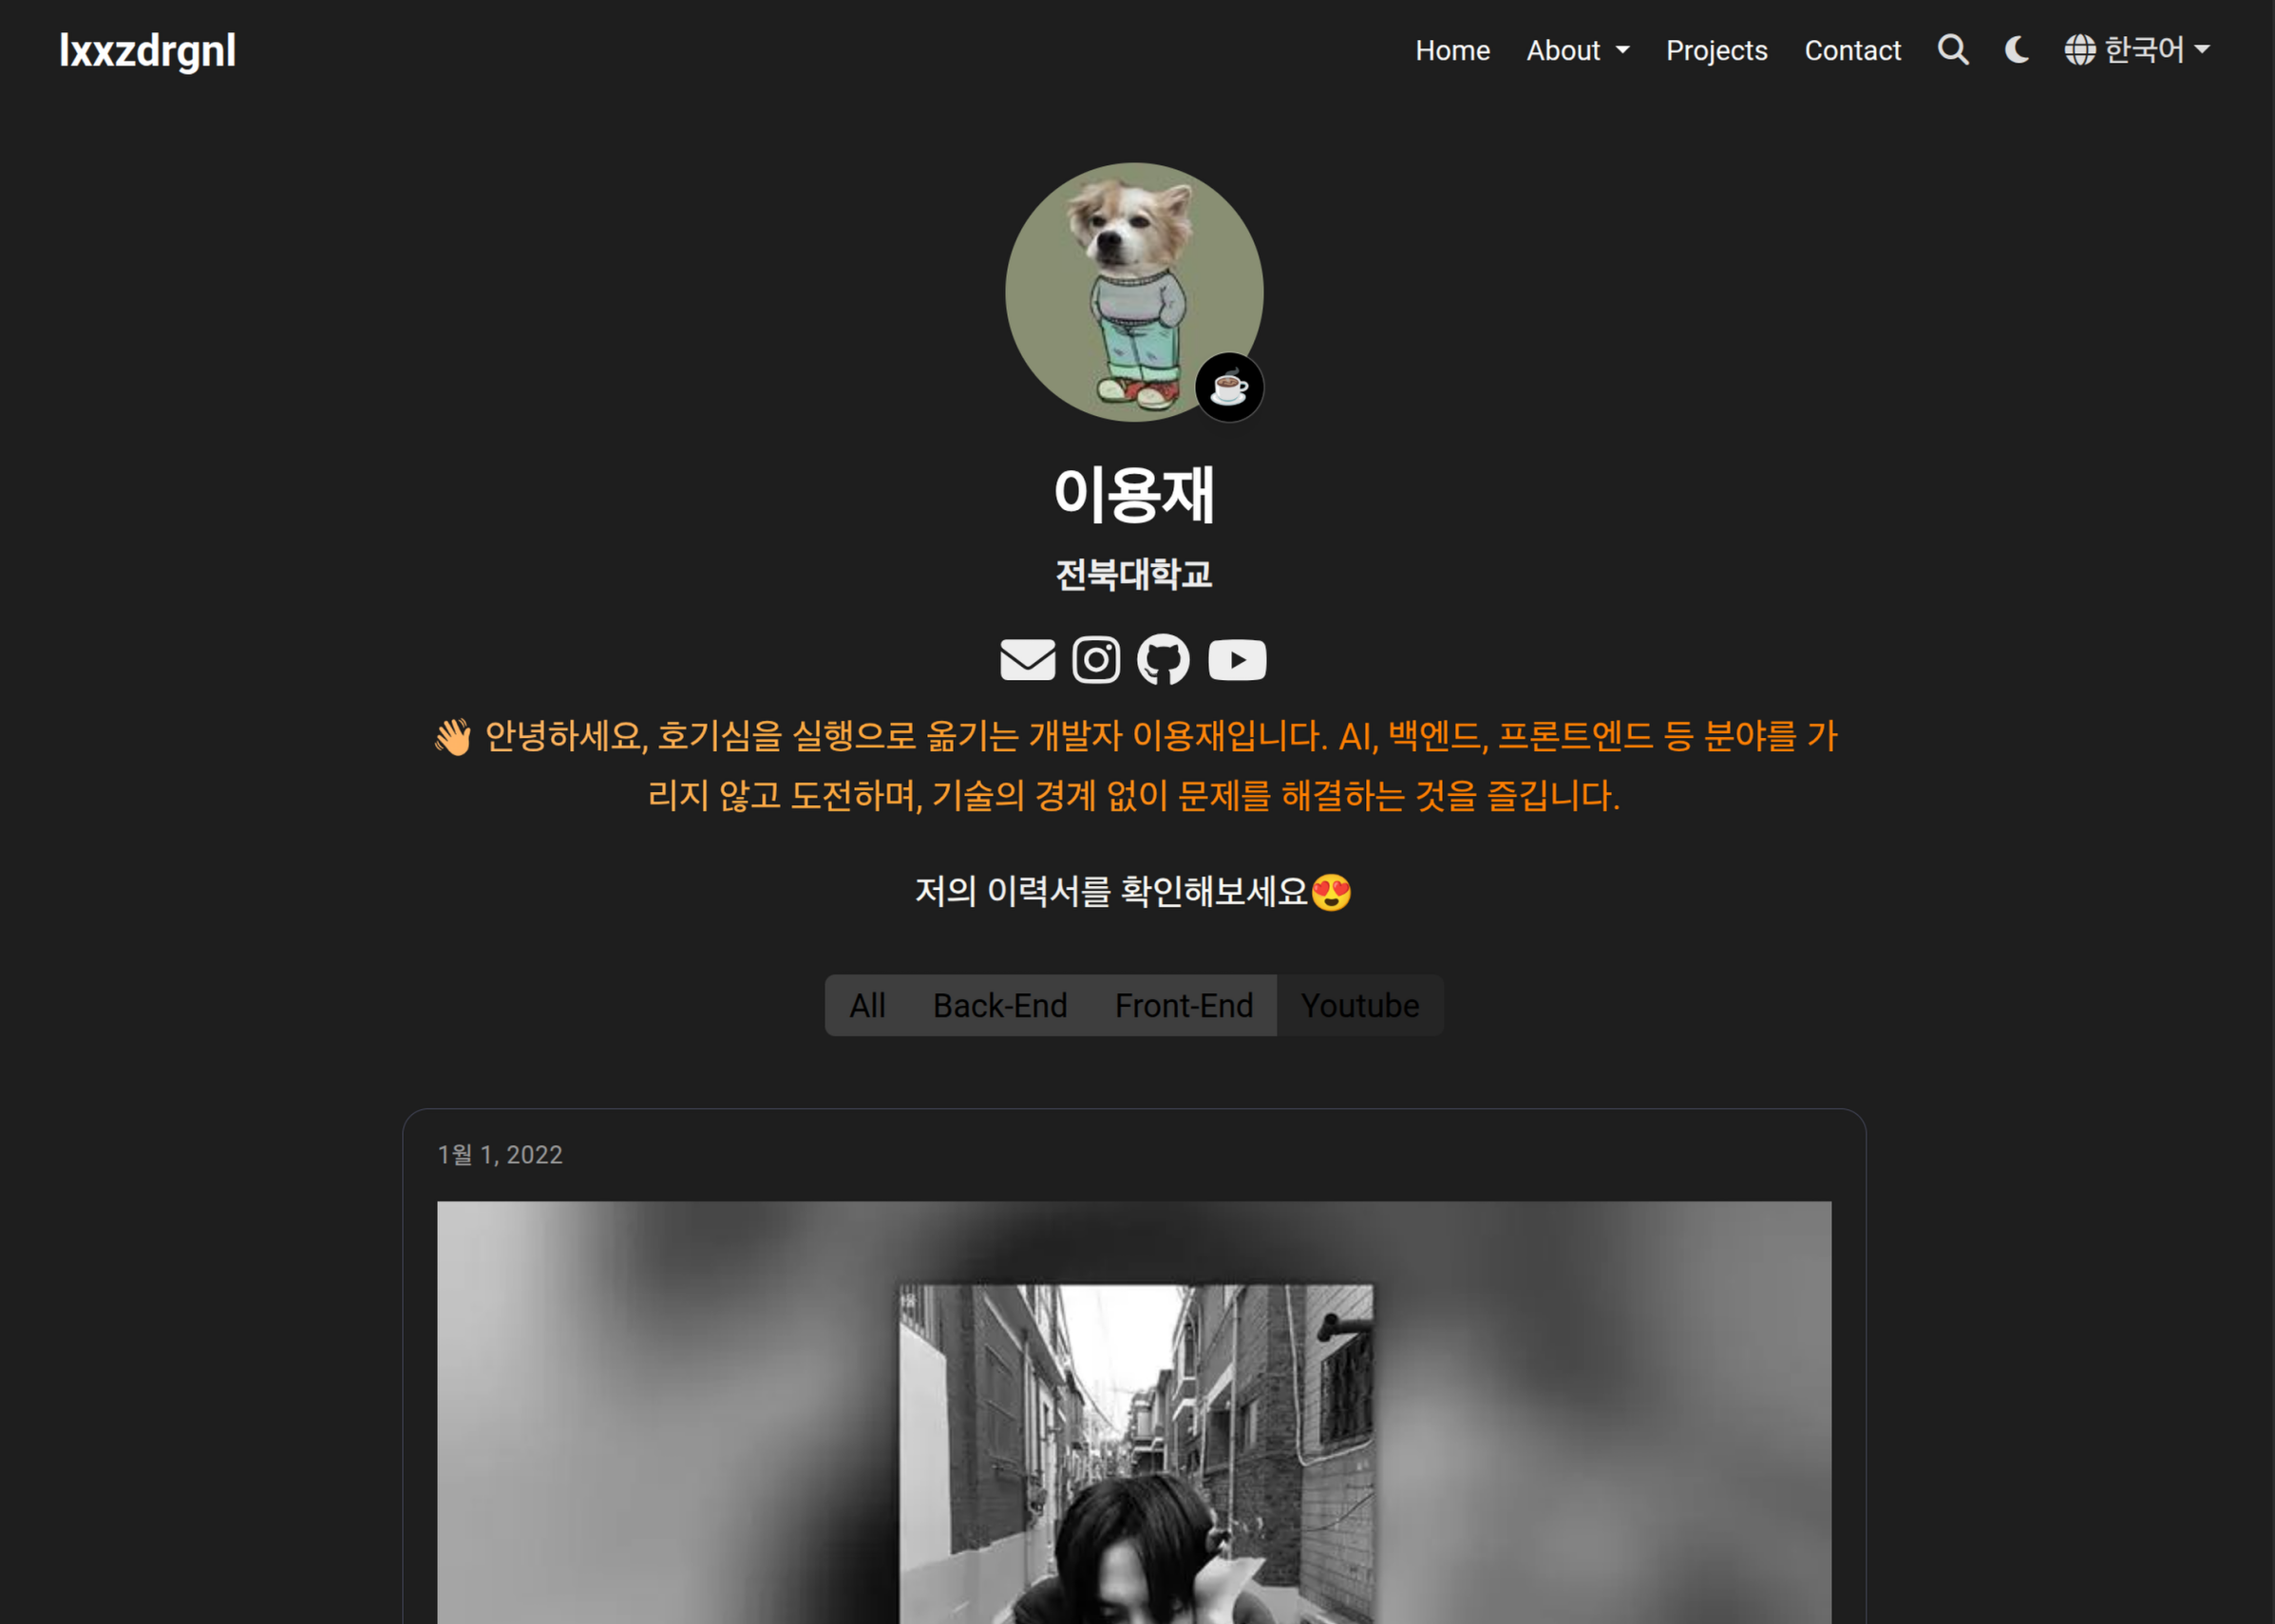 lxxzdrgnl
Home About Projects Contact 한국어
이용재
전북대학교
👋 안녕하세요, 호기심을 실행으로 옮기는 개발자 이용재입니다. AI, 백엔드, 프론트엔드 등 분야를 가
리지 않고 도전하며, 기술의 경계 없이 문제를 해결하는 것을 즐깁니다.
저의 이력서를 확인해보세요😍
All Back-End Front-End Youtube
1월 1, 2022